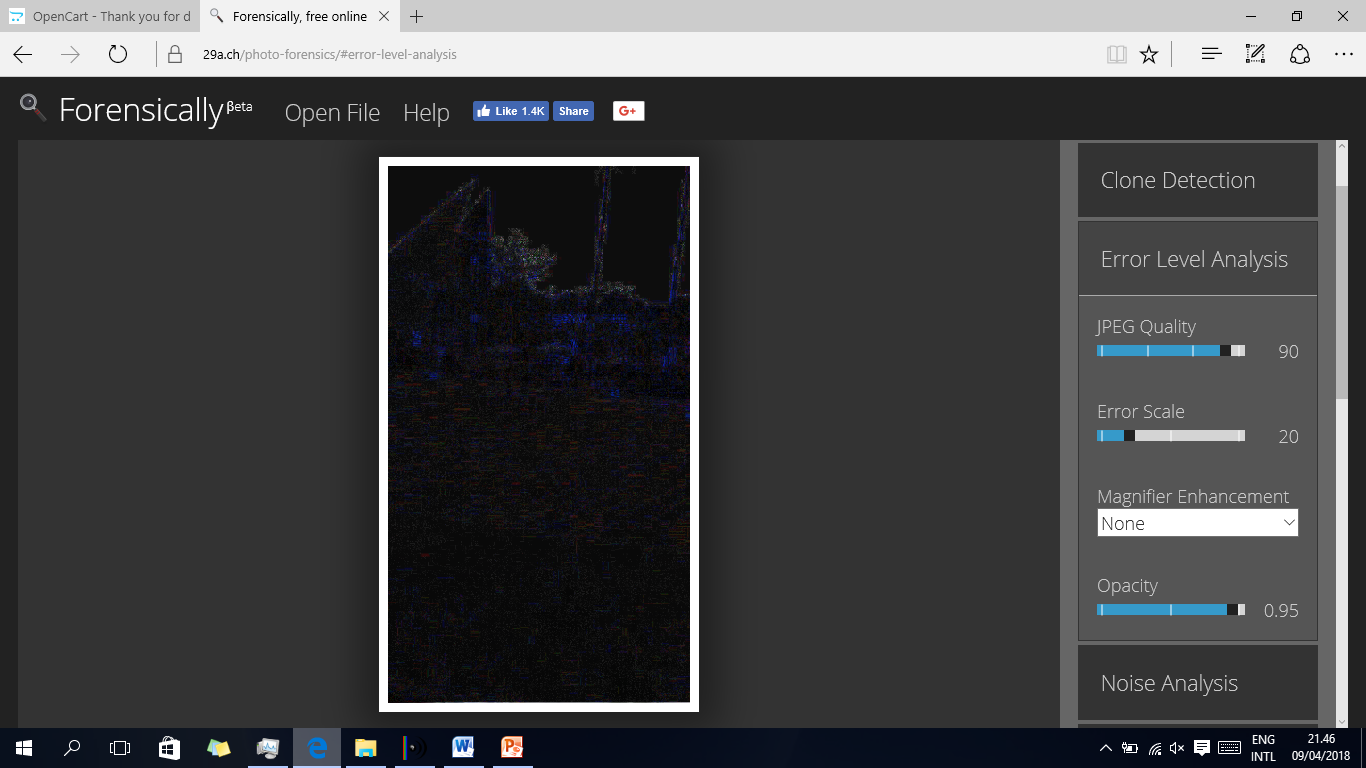 OpenCart - Thank you for d
Forensically, free online
29a.ch/photo-forensics/#error-level-analysis
Forensically βeta
Open File
Help
Like 1.4K
Share
G+
Clone Detection
Error Level Analysis
JPEG Quality
90
Error Scale
20
Magnifier Enhancement
None
Opacity
0.95
Noise Analysis
ENG
INTL
21.46
09/04/2018